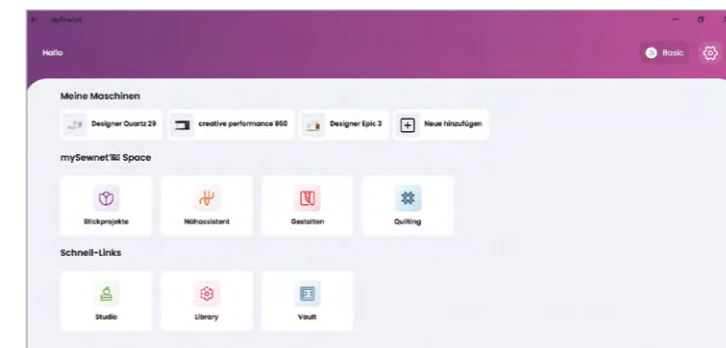 mySewnet
Hallo
Basic
Meine Maschinen
Designer Quartz 29
creative performance 950
Designer Epic 3
Neue hinzufügen
mySewnet Space
Stickprojekte
Nähassistent
Gestalten
Quilting
Schnell-Links
Studio
Library
Vault